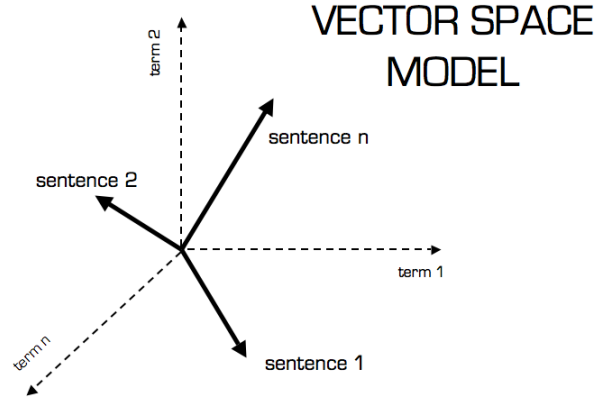 VECTOR SPACE
MODEL
term 2
sentence n
sentence 2
term 1
term n
sentence 1